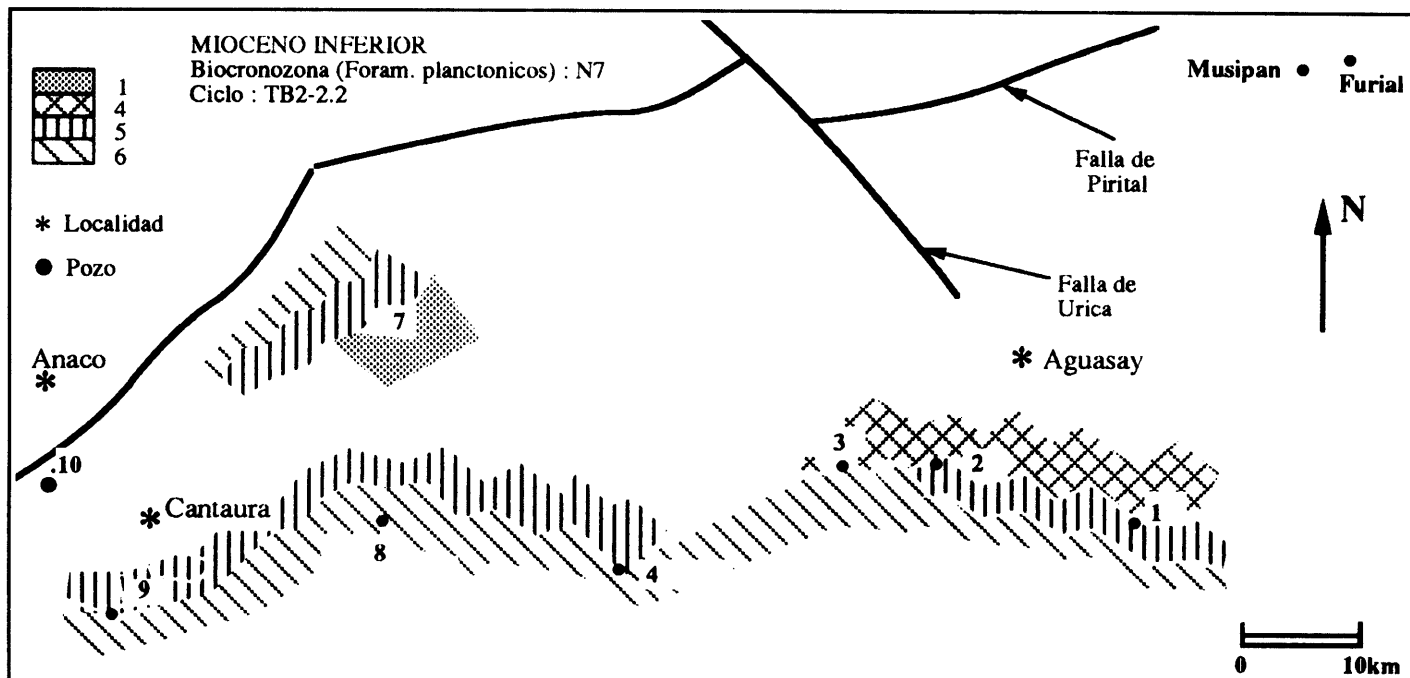 MIOCENO INFERIOR
Biocronozona (Foram. planctonicos) : N7
Ciclo : TB2-2.2
1
4
5
6
* Localidad
● Pozo
Musipan
Furial
Falla de
Pirital
N
Falla de
Urica
7
Anaco
* Aguasay
.10
* Cantaura
3
2
1
8
4
9
0 10km